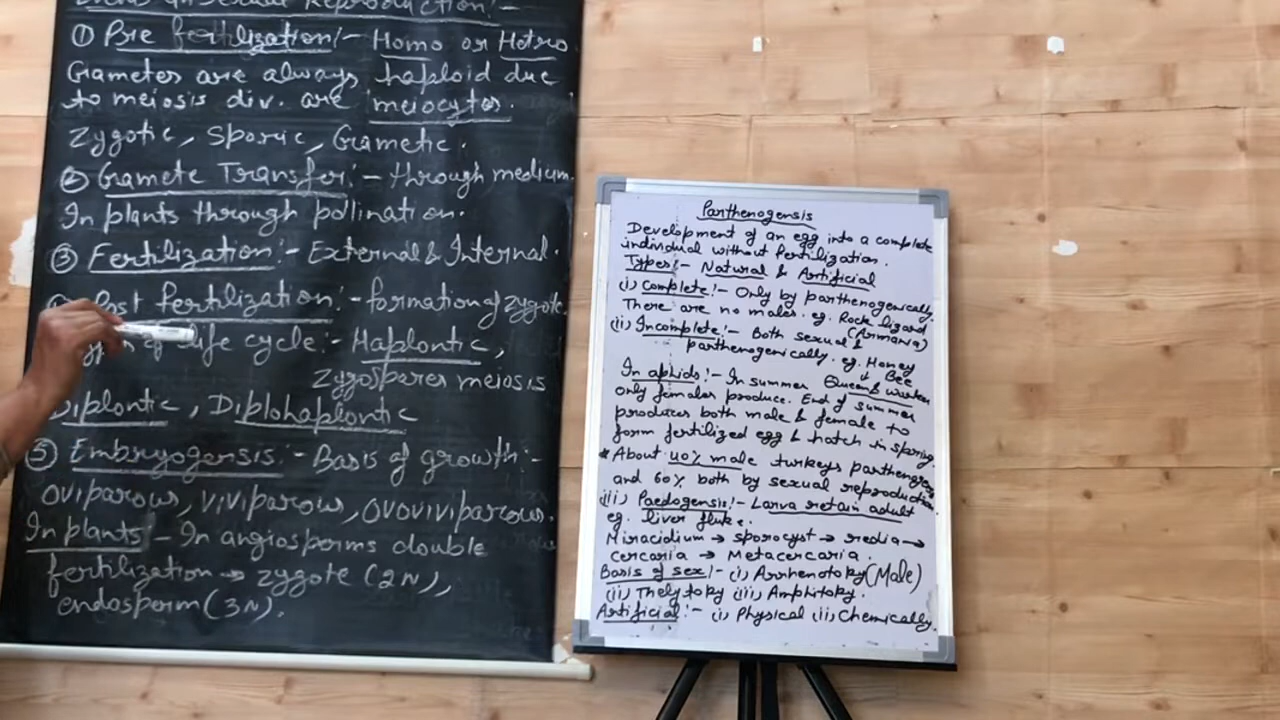 Events in Sexual Reproduction:-
① Pre fertilization:- Homo or Hetro
Gametes are always haploid due
to meiosis div. are meiocytes.
Zygotic, Sporic, Gametic.
② Gamete Transfer:- through medium.
In plants through pollination.
③ Fertilization:- External & Internal.
Post fertilization:- formation of zygote.
life cycle:- Haplontic,
Zygospores meiosis
Diplontic, Diplohaplontic
⑤ Embryogensis:- Basis of growth:-
Oviparous, Viviparous, Ovoviviparous.
In plants - In angiosperms double
fertilization → zygote (2N),
endosperm (3N).
Parthenogensis
Development of an egg into a complete
individual without fertilization.
Types:- Natural & Artificial
(i) Complete:- Only by parthenogenically.
There are no males. eg. Rock lizard
(Armania)
(ii) Incomplete:- Both sexual &
parthenogenically. eg. Honey
↓ Bee
Queen & worker
In aphids:- In summer
only females produce. End of summer
produces both male & female to
form fertilized egg & hatch in spring.
* About 40% male turkeys parthengens
and 60% both by sexual reproduction.
(iii) Paedogensis:- Larva retain adult
eg. liver fluke.
Miracidium → sporocyst → redia →
cercaria → Metacercaria.
Basis of sex:- (i) Arrhenotoky (Male)
(ii) Thelytoky (iii) Amphitoky.
Artificial:- (i) Physical (ii) Chemically